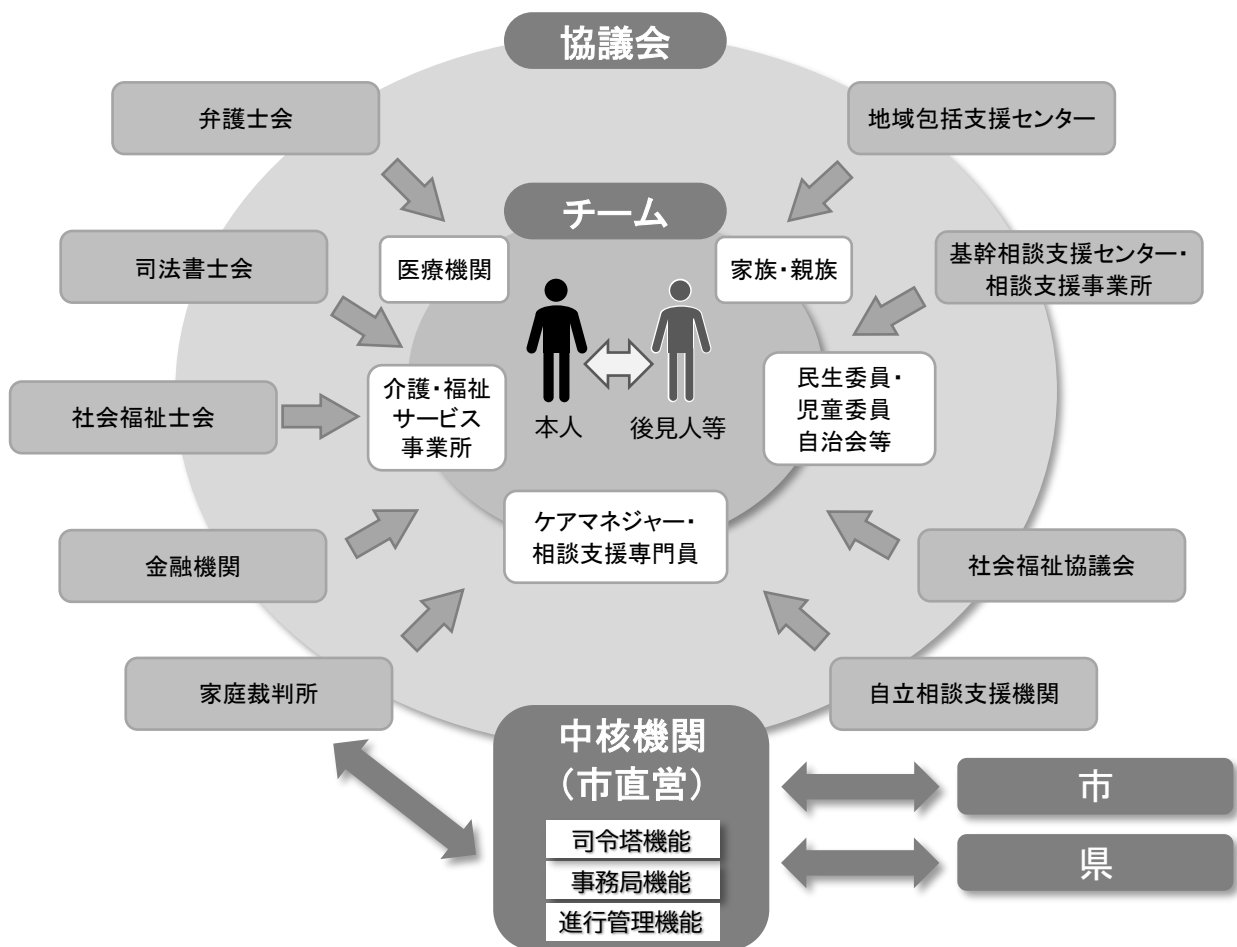 協議会
弁護士会
地域包括支援センター
チーム
司法書士会
医療機関
家族・親族
基幹相談支援センター・
相談支援事業所
社会福祉士会
介護・福祉
サービス
事業所
本人
後見人等
民生委員・
児童委員
自治会等
金融機関
ケアマネジャー・
相談支援専門員
社会福祉協議会
家庭裁判所
自立相談支援機関
中核機関
（市直営）
司令塔機能
事務局機能
進行管理機能
市
県